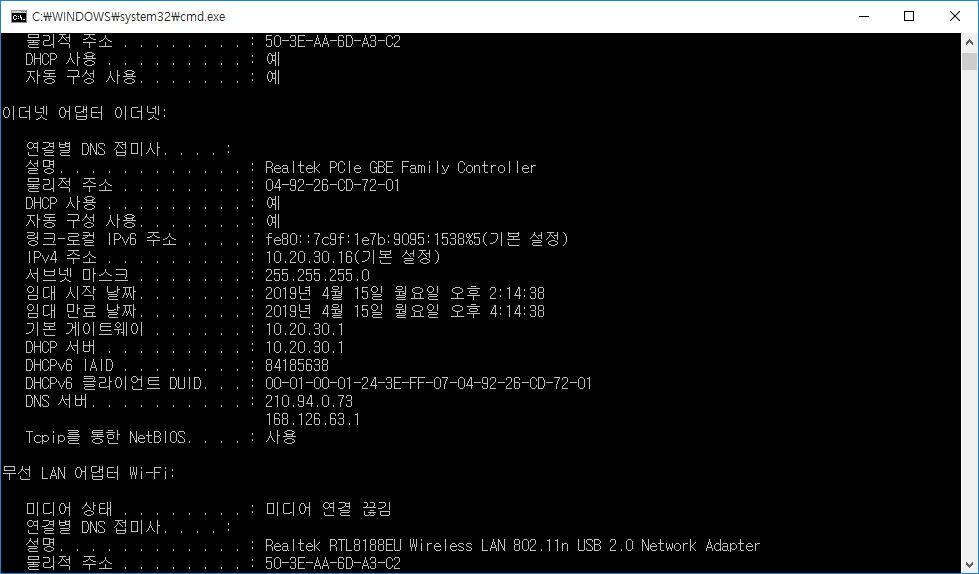 C:₩WINDOWS₩system32₩cmd.exe
물리적 주소 . . . . . . . . . : 50-3E-AA-6D-A3-C2
DHCP 사용 . . . . . . . . . . : 예
자동 구성 사용. . . . . . . . : 예
이더넷 어댑터 이더넷:
연결별 DNS 접미사. . . . :
설명. . . . . . . . . . . . . : Realtek PCIe GBE Family Controller
물리적 주소 . . . . . . . . . : 04-92-26-CD-72-01
DHCP 사용 . . . . . . . . . . : 예
자동 구성 사용. . . . . . . . : 예
링크-로컬 IPv6 주소 . . . . : fe80::7c9f:1e7b:9095:1538%5(기본 설정)
IPv4 주소 . . . . . . . . . : 10.20.30.16(기본 설정)
서브넷 마스크 . . . . . . . : 255.255.255.0
임대 시작 날짜. . . . . . . : 2019년 4월 15일 월요일 오후 2:14:38
임대 만료 날짜. . . . . . . : 2019년 4월 15일 월요일 오후 4:14:38
기본 게이트웨이 . . . . . . : 10.20.30.1
DHCP 서버 . . . . . . . . . : 10.20.30.1
DHCPv6 IAID . . . . . . . . : 84185638
DHCPv6 클라이언트 DUID. . . : 00-01-00-01-24-3E-FF-07-04-92-26-CD-72-01
DNS 서버. . . . . . . . . . : 210.94.0.73
168.126.63.1
Tcpip를 통한 NetBIOS. . . . : 사용
무선 LAN 어댑터 Wi-Fi:
미디어 상태 . . . . . . . . : 미디어 연결 끊김
연결별 DNS 접미사. . . . :
설명. . . . . . . . . . . . : Realtek RTL8188EU Wireless LAN 802.11n USB 2.0 Network Adapter
물리적 주소 . . . . . . . . : 50-3E-AA-6D-A3-C2